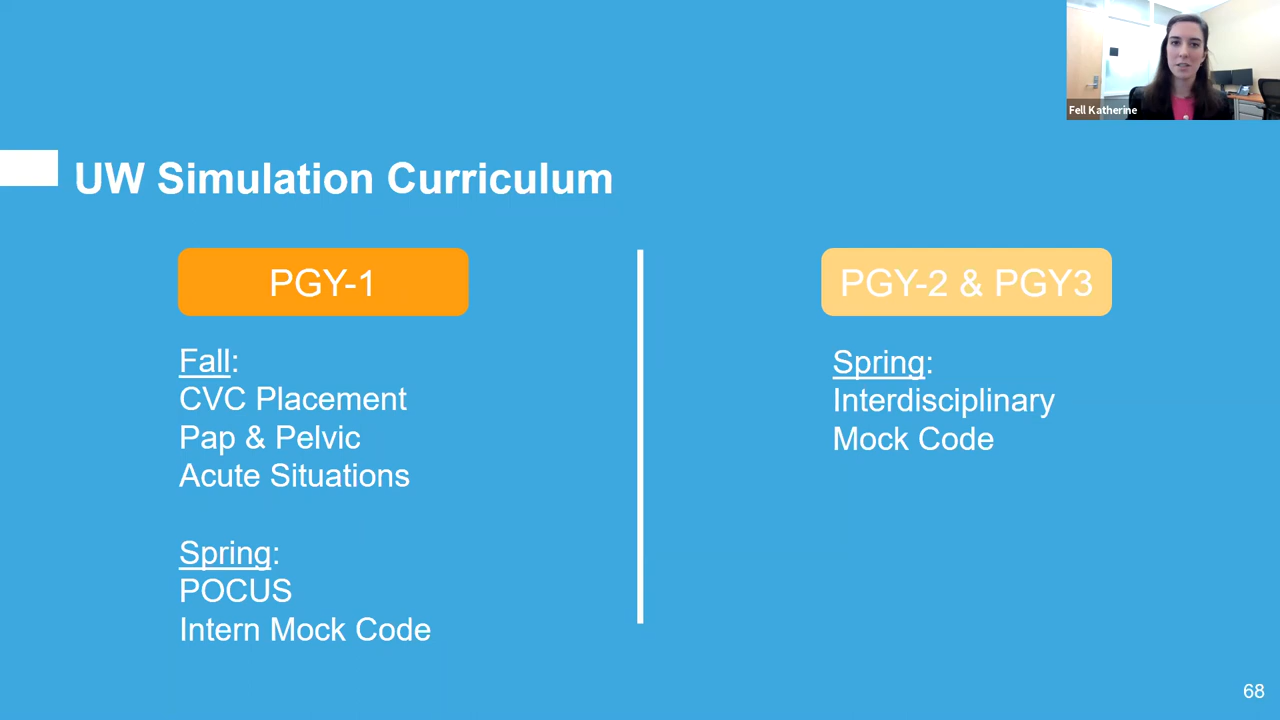 Fell Katherine
UW Simulation Curriculum
PGY-1
Fall:
CVC Placement
Pap & Pelvic
Acute Situations
Spring:
POCUS
Intern Mock Code
PGY-2 & PGY3
Spring:
Interdisciplinary
Mock Code
68